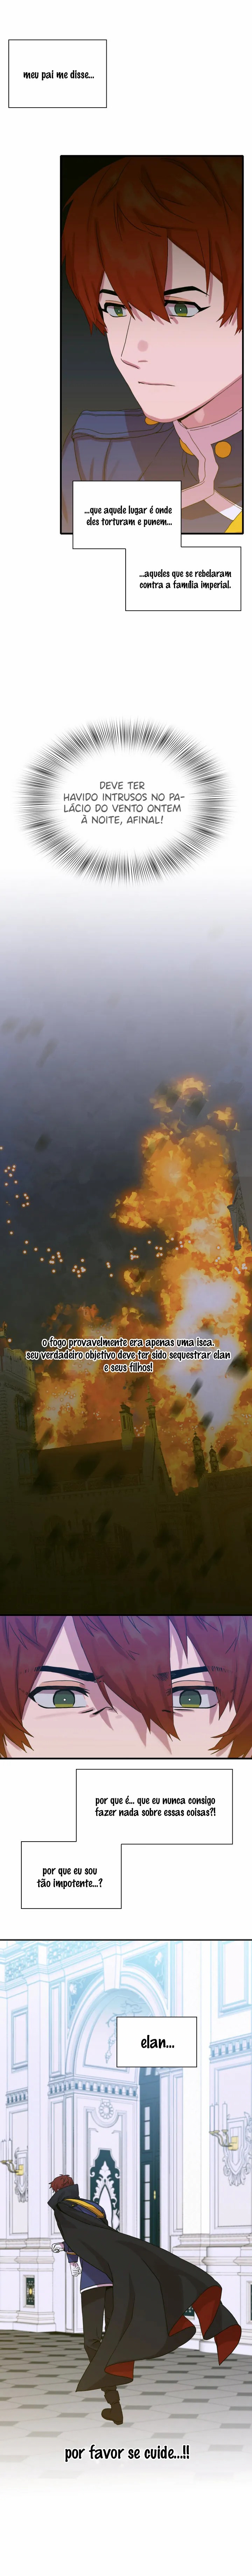 meu pai me disse...
...que aquele lugar é onde
eles torturam e punem...
...aqueles que se rebelaram
contra a família imperial.
DEVE TER
HAVIDO INTRUSOS NO PA-
LÁCIO DO VENTO ONTEM
À NOITE, AFINAL!
o fogo provavelmente era apenas uma isca.
seu verdadeiro objetivo deve ter sido sequestrar elan
e seus filhos!
por que é... que eu nunca consigo
fazer nada sobre essas coisas?!
por que eu sou
tão impotente...?
elan...
por favor se cuide...!!